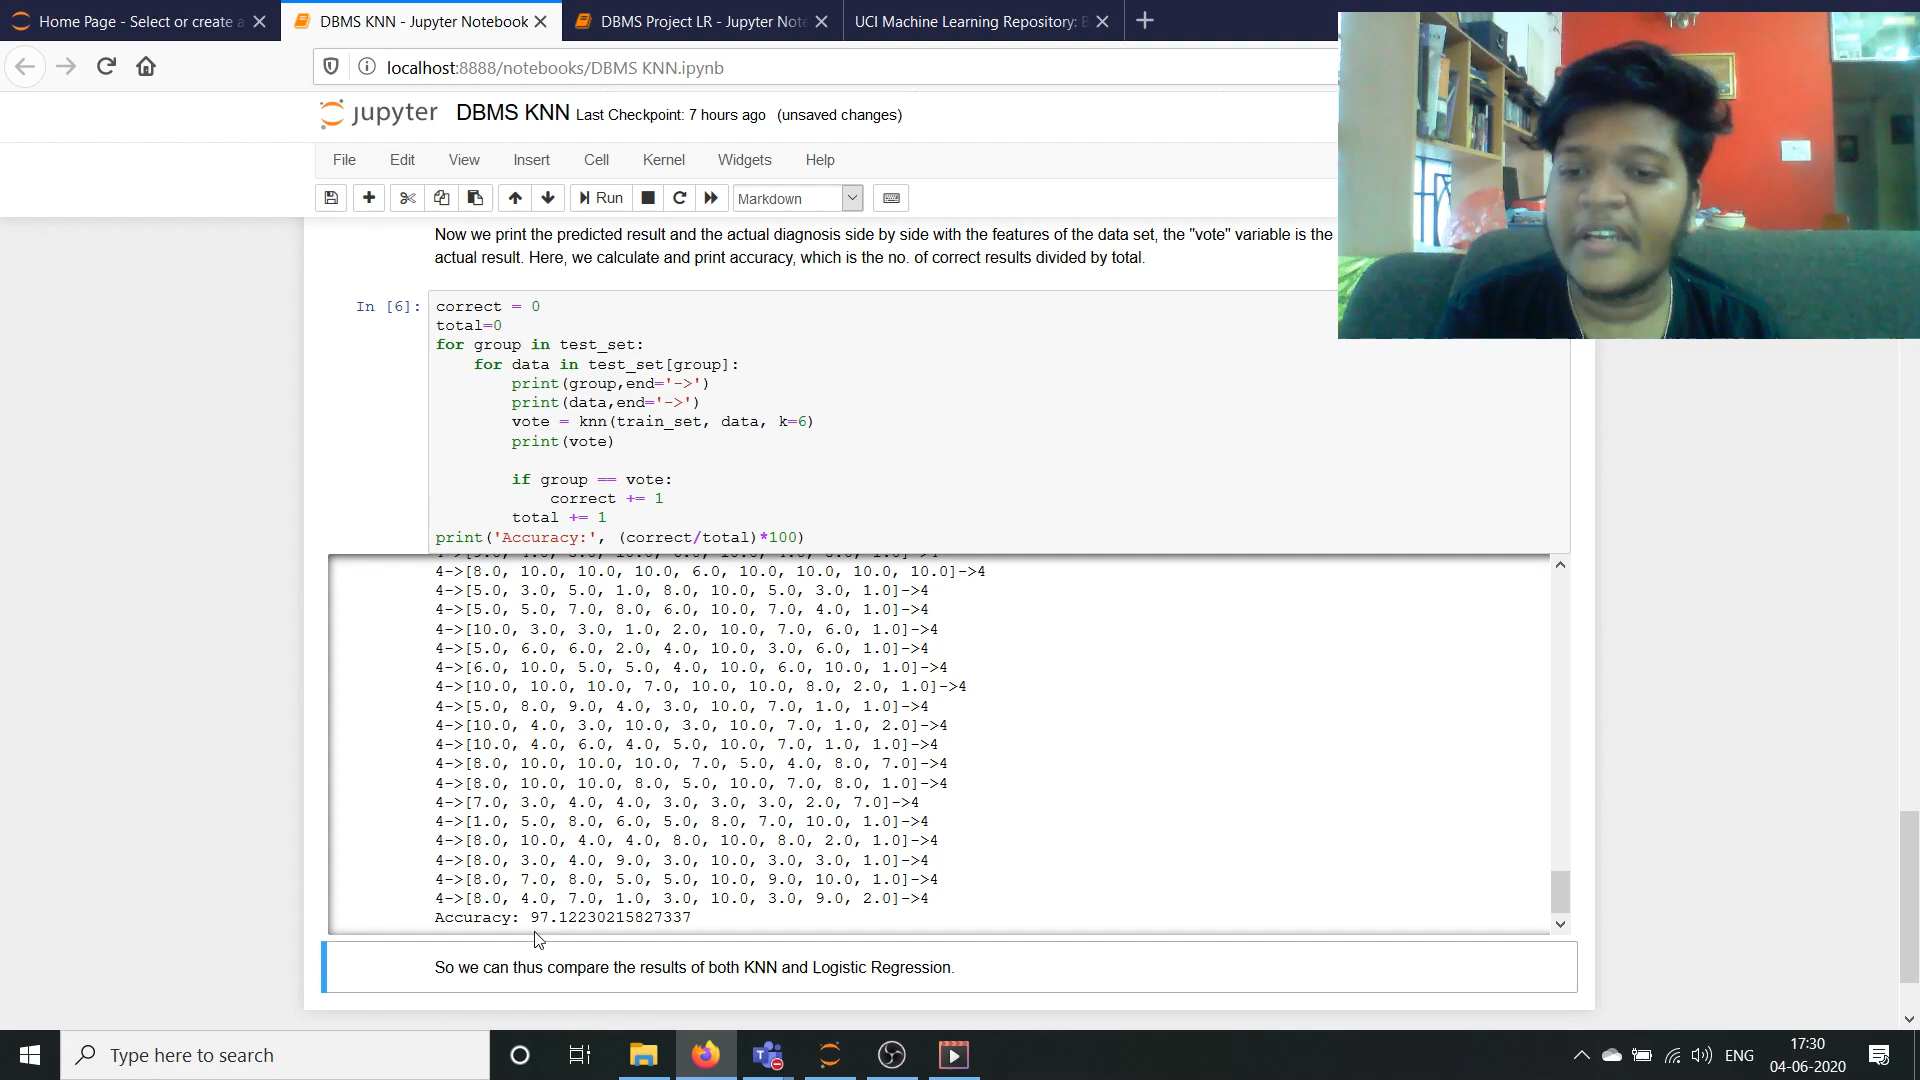 Home Page - Select or create a
DBMS KNN - Jupyter Notebook
DBMS Project LR - Jupyter Note
UCI Machine Learning Repository: B
localhost:8888/notebooks/DBMS KNN.ipynb
jupyter DBMS KNN Last Checkpoint: 7 hours ago (unsaved changes)
File Edit View Insert Cell Kernel Widgets Help
Run Markdown
Now we print the predicted result and the actual diagnosis side by side with the features of the data set, the "vote" variable is the
actual result. Here, we calculate and print accuracy, which is the no. of correct results divided by total.
In [6]:
correct = 0
total=0
for group in test_set:
    for data in test_set[group]:
        print(group,end='->')
        print(data,end='->')
        vote = knn(train_set, data, k=6)
        print(vote)
        if group == vote:
            correct += 1
        total += 1
print('Accuracy:', (correct/total)*100)
4->[8.0, 10.0, 10.0, 10.0, 6.0, 10.0, 10.0, 10.0, 10.0]->4
4->[5.0, 3.0, 5.0, 1.0, 8.0, 10.0, 5.0, 3.0, 1.0]->4
4->[5.0, 5.0, 7.0, 8.0, 6.0, 10.0, 7.0, 4.0, 1.0]->4
4->[10.0, 3.0, 3.0, 1.0, 2.0, 10.0, 7.0, 6.0, 1.0]->4
4->[5.0, 6.0, 6.0, 2.0, 4.0, 10.0, 3.0, 6.0, 1.0]->4
4->[6.0, 10.0, 5.0, 5.0, 4.0, 10.0, 6.0, 10.0, 1.0]->4
4->[10.0, 10.0, 10.0, 7.0, 10.0, 10.0, 8.0, 2.0, 1.0]->4
4->[5.0, 8.0, 9.0, 4.0, 3.0, 10.0, 7.0, 1.0, 1.0]->4
4->[10.0, 4.0, 3.0, 10.0, 3.0, 10.0, 7.0, 1.0, 2.0]->4
4->[10.0, 4.0, 6.0, 4.0, 5.0, 10.0, 7.0, 1.0, 1.0]->4
4->[8.0, 10.0, 10.0, 10.0, 7.0, 5.0, 4.0, 8.0, 7.0]->4
4->[8.0, 10.0, 10.0, 8.0, 5.0, 10.0, 7.0, 8.0, 1.0]->4
4->[7.0, 3.0, 4.0, 4.0, 3.0, 3.0, 3.0, 2.0, 7.0]->4
4->[1.0, 5.0, 8.0, 6.0, 5.0, 8.0, 7.0, 10.0, 1.0]->4
4->[8.0, 10.0, 4.0, 4.0, 8.0, 10.0, 8.0, 2.0, 1.0]->4
4->[8.0, 3.0, 4.0, 9.0, 3.0, 10.0, 3.0, 3.0, 1.0]->4
4->[8.0, 7.0, 8.0, 5.0, 5.0, 10.0, 9.0, 10.0, 1.0]->4
4->[8.0, 4.0, 7.0, 1.0, 3.0, 10.0, 3.0, 9.0, 2.0]->4
Accuracy: 97.12230215827337
So we can thus compare the results of both KNN and Logistic Regression.
Type here to search
ENG
17:30
04-06-2020